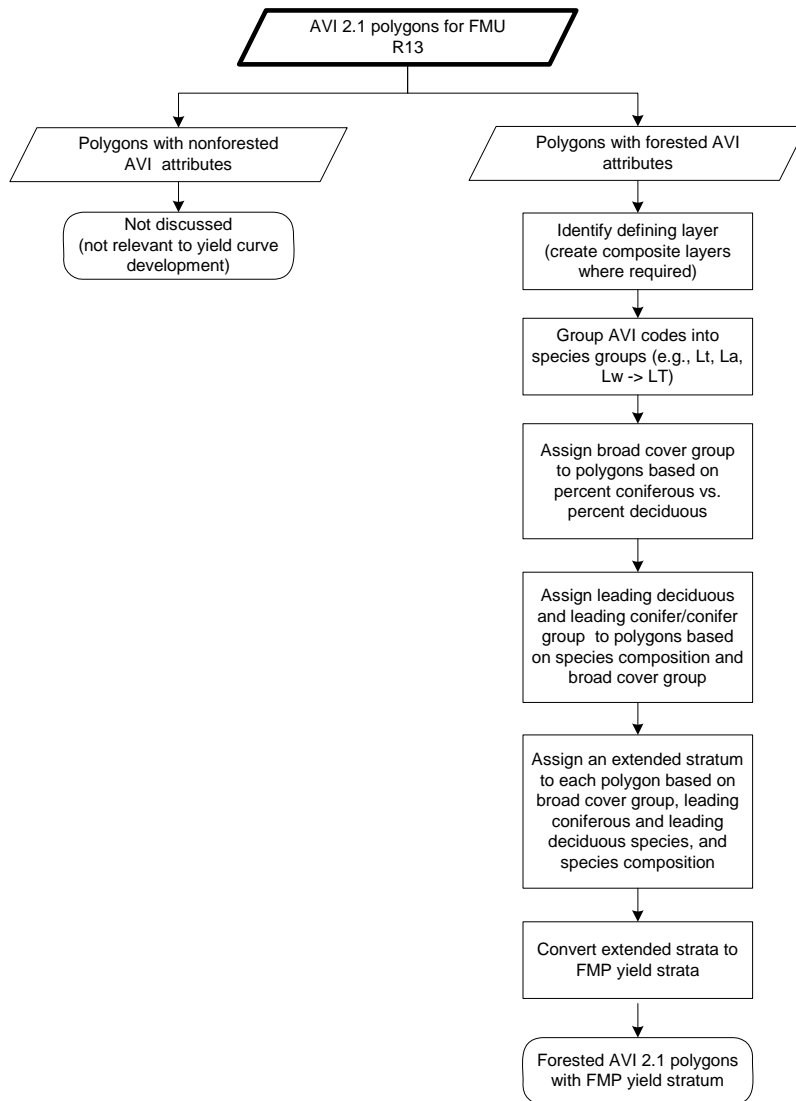 AVI 2.1 polygons for FMU
R13
Polygons with nonforested
AVI attributes
Not discussed
(not relevant to yield curve
development)
Polygons with forested AVI
attributes
Identify defining layer
(create composite layers
where required)
Group AVI codes into
species groups (e.g., Lt, La,
Lw -> LT)
Assign broad cover group
to polygons based on
percent coniferous vs.
percent deciduous
Assign leading deciduous
and leading conifer/conifer
group to polygons based
on species composition and
broad cover group
Assign an extended stratum
to each polygon based on
broad cover group, leading
coniferous and leading
deciduous species, and
species composition
Convert extended strata to
FMP yield strata
Forested AVI 2.1 polygons
with FMP yield stratum